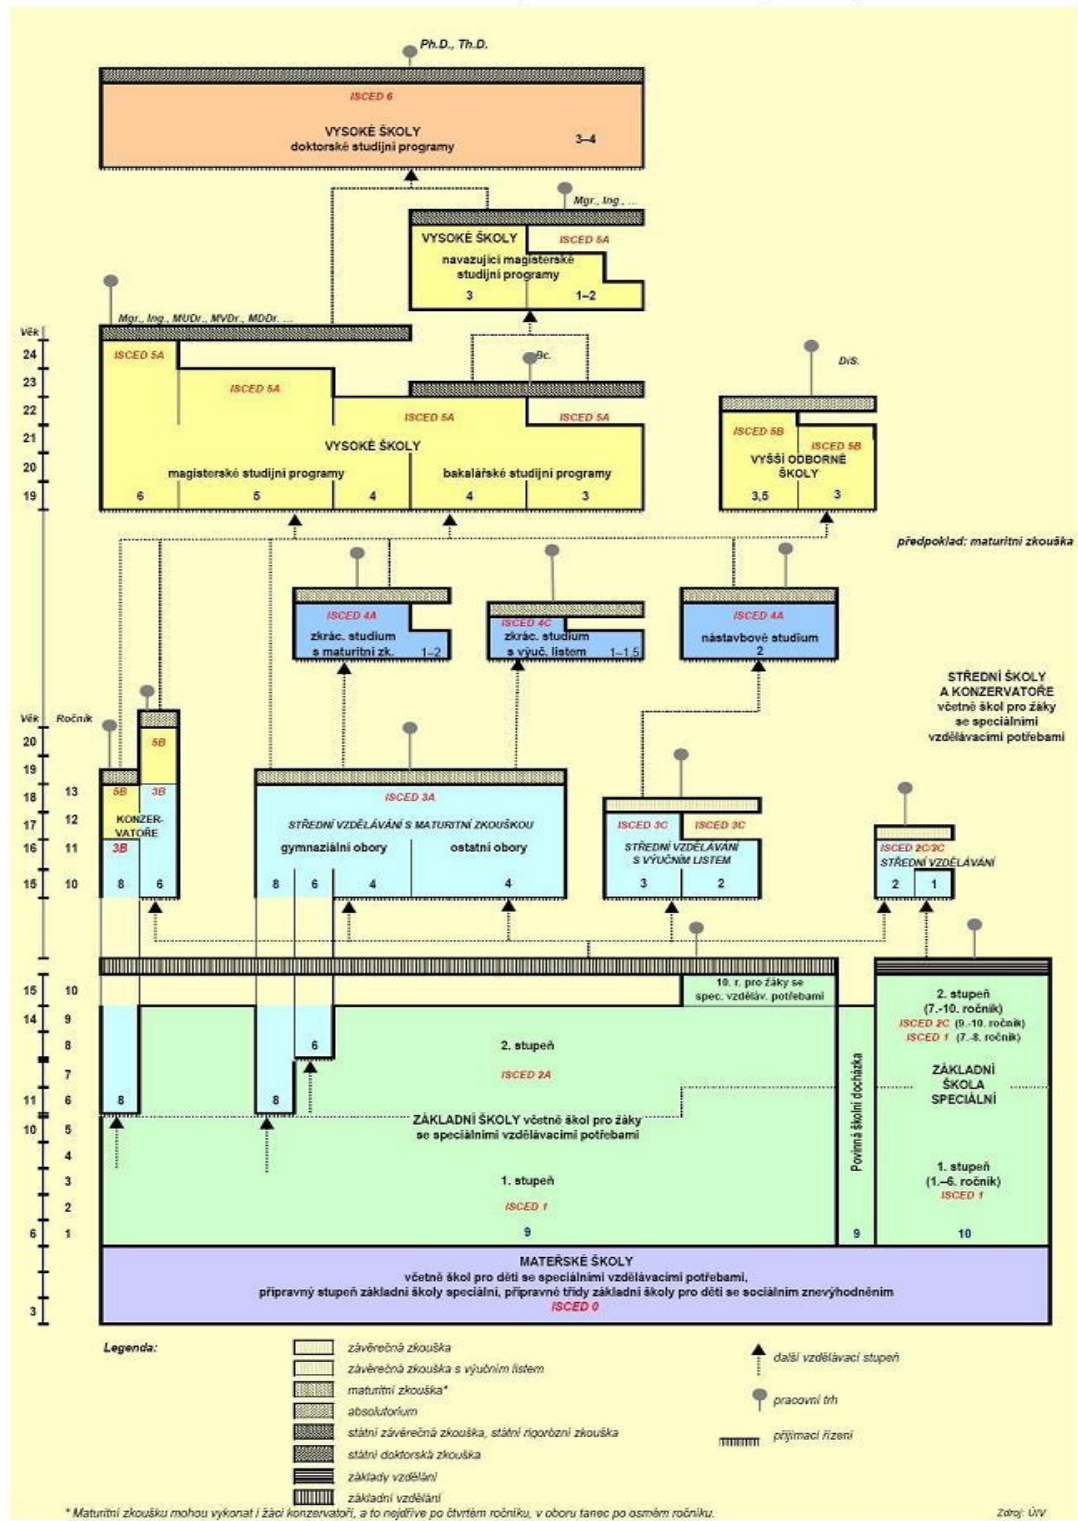 Ph.D., Th.D.
ISCED 6
VYSOKÉ ŠKOLY
doktorské studijní programy
3–4
Mgr., Ing., ...
VYSOKÉ ŠKOLY
ISCED 5A
navazující magisterské
studijní programy
3
1–2
Mgr., Ing., MUDr., MVDr., MDDr. ...
Věk
24
23
22
21
20
19
ISCED 5A
ISCED 5A
Bc.
ISCED 5A
ISCED 5A
VYSOKÉ ŠKOLY
magisterské studijní programy
bakalářské studijní programy
6
5
4
4
3
DiS.
ISCED 5B
ISCED 5B
VYŠŠÍ ODBORNÉ
ŠKOLY
3,5
3
předpoklad: maturitní zkouška
ISCED 4A
zkrác. studium
s maturitní zk.
1–2
ISCED 4C
zkrác. studium
s výuč. listem
1–1,5
ISCED 4A
nástavbové studium
2
STŘEDNÍ ŠKOLY
A KONZERVATOŘE
včetně škol pro žáky
se speciálními
vzdělávacími potřebami
Věk
Ročník
20
19
18
13
17
12
16
11
15
10
5B
5B
3B
KONZER-
VATOŘE
3B
8
6
ISCED 3A
STŘEDNÍ VZDĚLÁVÁNÍ S MATURITNÍ ZKOUŠKOU
gymnaziální obory
ostatní obory
8
6
4
4
ISCED 3C
ISCED 3C
STŘEDNÍ VZDĚLÁVÁNÍ
S VÝUČNÍM LISTEM
3
2
ISCED 2C/3C
STŘEDNÍ VZDĚLÁVÁNÍ
2
1
15
10
14
9
8
7
11
6
10
5
4
3
2
6
1
3
10. r. pro žáky se
spec. vzděláv. potřebami
8
8
6
2. stupeň
ISCED 2A
ZÁKLADNÍ ŠKOLY včetně škol pro žáky
se speciálními vzdělávacími potřebami
1. stupeň
ISCED 1
9
Povinná školní docházka
9
2. stupeň
(7.-10. ročník)
ISCED 2C (9.-10. ročník)
ISCED 1 (7.-8. ročník)
ZÁKLADNÍ
ŠKOLA
SPECIÁLNÍ
1. stupeň
(1.–6. ročník)
ISCED 1
10
MATEŘSKÉ ŠKOLY
včetně škol pro děti se speciálními vzdělávacími potřebami,
přípravný stupeň základní školy speciální, přípravné třídy základní školy pro děti se sociálním znevýhodněním
ISCED 0
Legenda:
závěrečná zkouška
závěrečná zkouška s výučním listem
maturitní zkouška*
absolutorium
státní závěrečná zkouška, státní rigorózní zkouška
státní doktorská zkouška
základy vzdělání
základní vzdělání
další vzdělávací stupeň
pracovní trh
přijímací řízení
* Maturitní zkoušku mohou vykonat i žáci konzervatoří, a to nejdříve po čtvrtém ročníku, v oboru tanec po osmém ročníku.
Zdroj: ÚIV